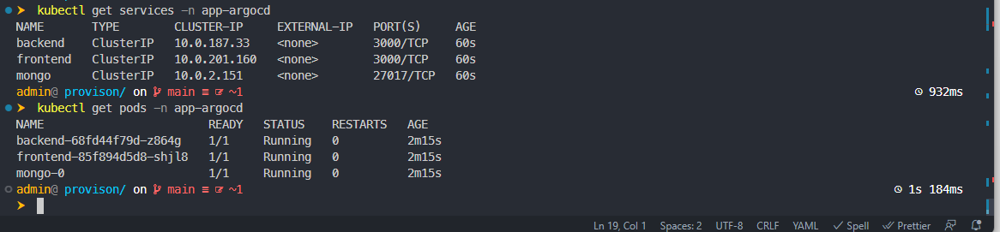 kubectl get services -n app-argocd
NAME TYPE CLUSTER-IP EXTERNAL-IP PORT(S) AGE
backend ClusterIP 10.0.187.33 <none> 3000/TCP 60s
frontend ClusterIP 10.0.201.160 <none> 3000/TCP 60s
mongo ClusterIP 10.0.2.151 <none> 27017/TCP 60s
admin@ provison/ on main ≡ ~1 932ms
kubectl get pods -n app-argocd
NAME READY STATUS RESTARTS AGE
backend-68fd44f79d-z864g 1/1 Running 0 2m15s
frontend-85f894d5d8-shjl8 1/1 Running 0 2m15s
mongo-0 1/1 Running 0 2m15s
admin@ provison/ on main ≡ ~1 1s 184ms
Ln 19, Col 1 Spaces: 2 UTF-8 CRLF YAML Spell Prettier